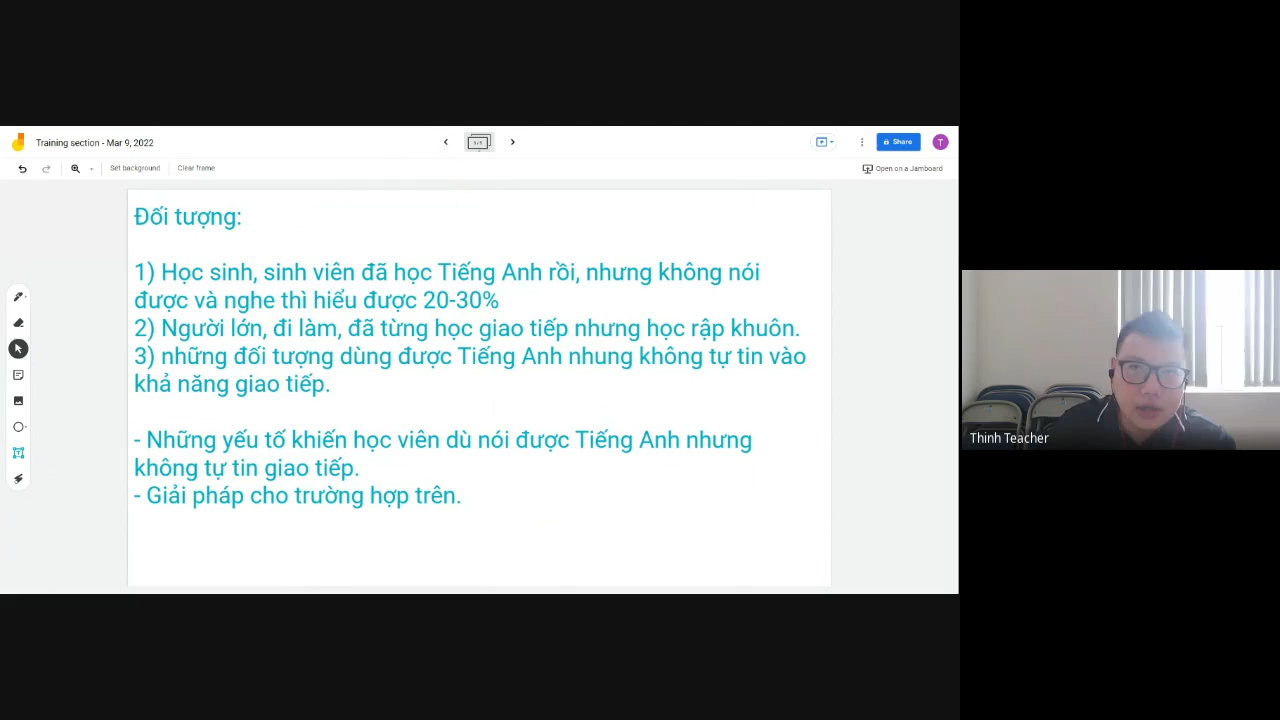 Training section - Mar 9, 2022
Share
T
Set background
Clear frame
Open on a Jamboard
Đối tượng:
1) Học sinh, sinh viên đã học Tiếng Anh rồi, nhưng không nói
được và nghe thì hiểu được 20-30%
2) Người lớn, đi làm, đã từng học giao tiếp nhưng học rập khuôn.
3) những đối tượng dùng được Tiếng Anh nhung không tự tin vào
khả năng giao tiếp.
- Những yếu tố khiến học viên dù nói được Tiếng Anh nhưng
không tự tin giao tiếp.
- Giải pháp cho trường hợp trên.
Thinh Teacher